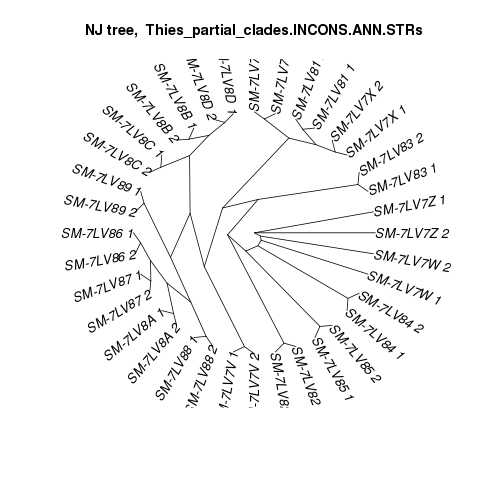 NJ tree, Thies_partial_clades.INCONS.ANN.STRs
SM-7LV81 1
SM-7LV7X 2
SM-7LV7X 1
SM-7LV83 2
SM-7LV83 1
SM-7LV7Z 1
SM-7LV7Z 2
SM-7LV7W 2
SM-7LV7W 1
SM-7LV84 2
SM-7LV84 1
SM-7LV85 2
SM-7LV85 1
SM-7LV82
SM-7LV8
7LV7V 2
-7LV7V 1
SM-7LV88 2
SM-7LV88 1
SM-7LV8A 2
SM-7LV8A 1
SM-7LV87 2
SM-7LV87 1
SM-7LV86 2
SM-7LV86 1
SM-7LV89 2
SM-7LV89 1
SM-7LV8C 2
SM-7LV8C 1
SM-7LV8B 2
SM-7LV8B 1
M-7LV8D 2
-7LV8D 1
SM-7LV7
SM-7LV7
SM-7LV81